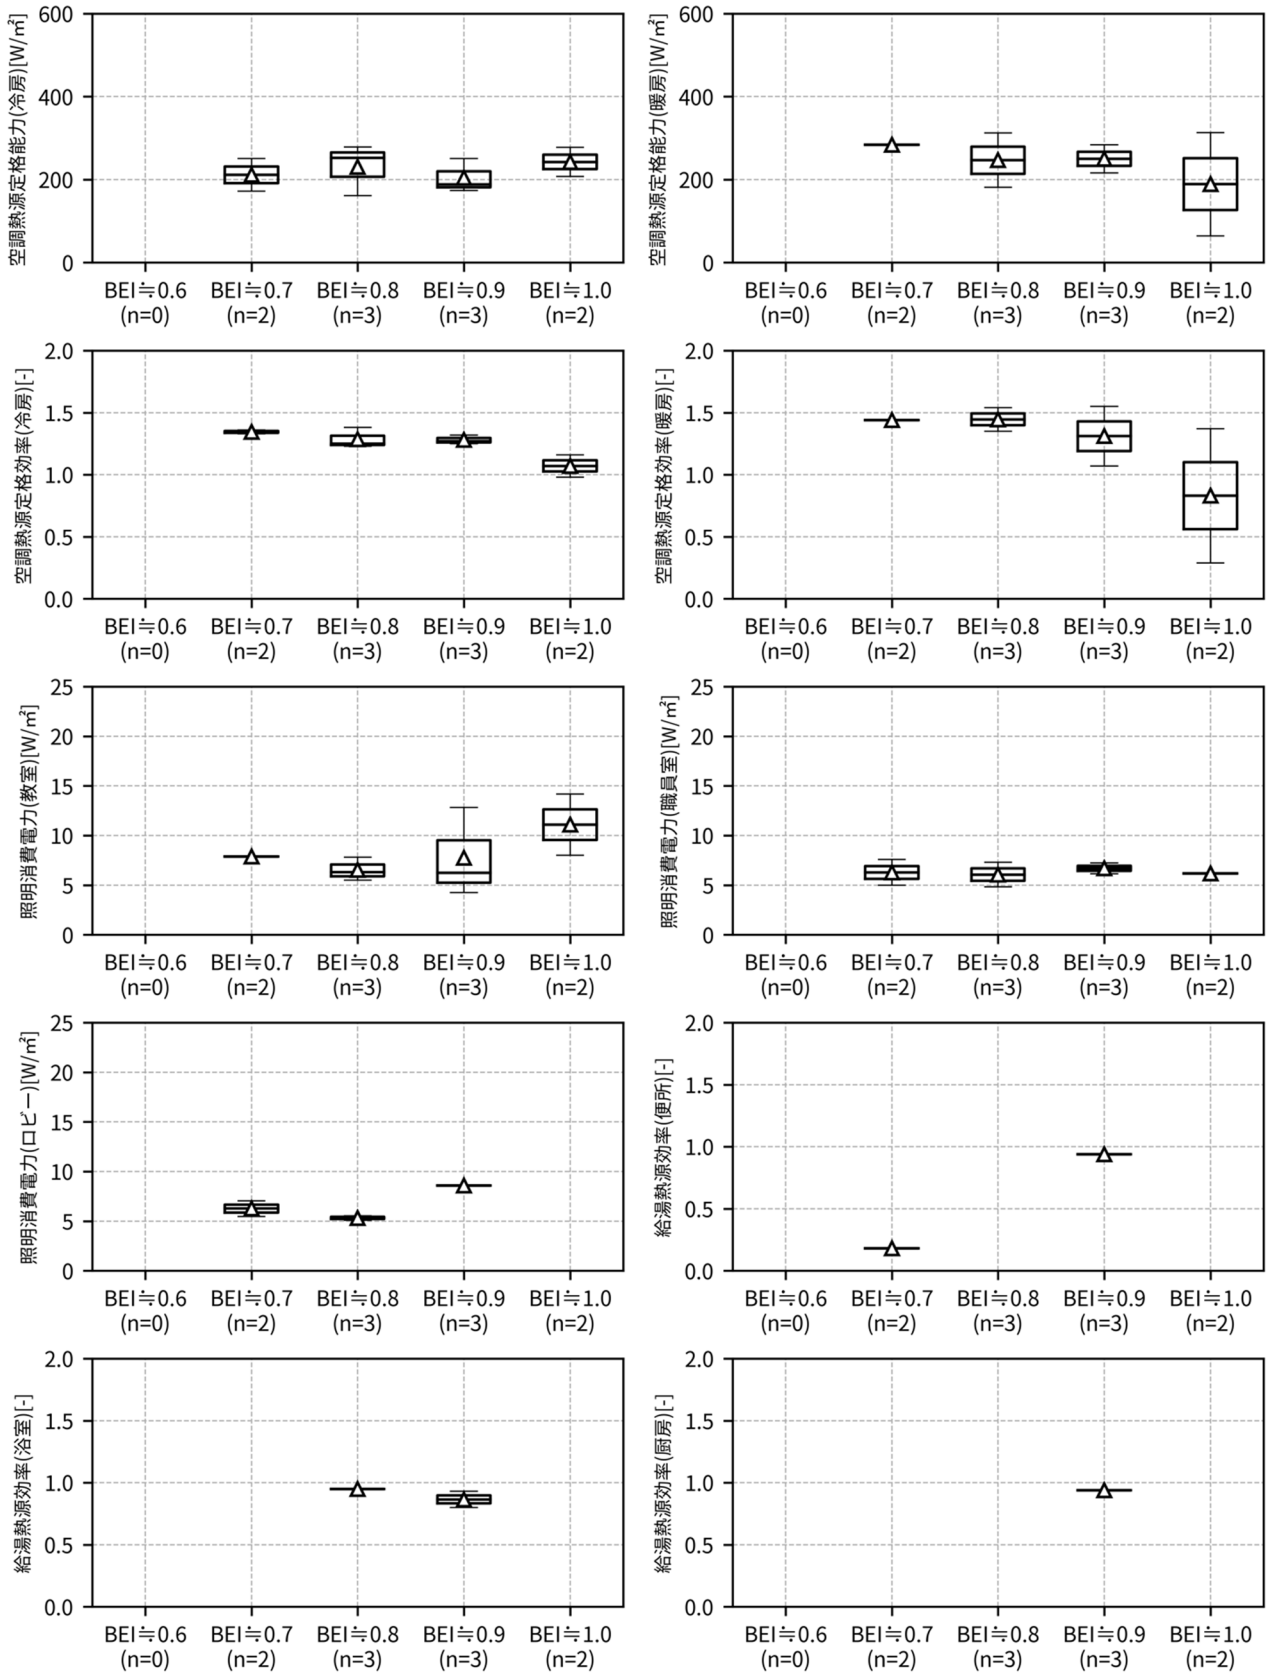 空調熱源定格能力(冷房)[W/㎡]
600
400
200
0
BEI≒0.6 BEI≒0.7 BEI≒0.8 BEI≒0.9 BEI≒1.0
(n=0) (n=2) (n=3) (n=3) (n=2)
空調熱源定格能力(暖房)[W/㎡]
600
400
200
0
BEI≒0.6 BEI≒0.7 BEI≒0.8 BEI≒0.9 BEI≒1.0
(n=0) (n=2) (n=3) (n=3) (n=2)
空調熱源定格効率(冷房)[-]
2.0
1.5
1.0
0.5
0.0
BEI≒0.6 BEI≒0.7 BEI≒0.8 BEI≒0.9 BEI≒1.0
(n=0) (n=2) (n=3) (n=3) (n=2)
空調熱源定格効率(暖房)[-]
2.0
1.5
1.0
0.5
0.0
BEI≒0.6 BEI≒0.7 BEI≒0.8 BEI≒0.9 BEI≒1.0
(n=0) (n=2) (n=3) (n=3) (n=2)
照明消費電力(教室)[W/㎡]
25
20
15
10
5
0
BEI≒0.6 BEI≒0.7 BEI≒0.8 BEI≒0.9 BEI≒1.0
(n=0) (n=2) (n=3) (n=3) (n=2)
照明消費電力(職員室)[W/㎡]
25
20
15
10
5
0
BEI≒0.6 BEI≒0.7 BEI≒0.8 BEI≒0.9 BEI≒1.0
(n=0) (n=2) (n=3) (n=3) (n=2)
照明消費電力(ロビー)[W/㎡]
25
20
15
10
5
0
BEI≒0.6 BEI≒0.7 BEI≒0.8 BEI≒0.9 BEI≒1.0
(n=0) (n=2) (n=3) (n=3) (n=2)
給湯熱源効率(便所)[-]
2.0
1.5
1.0
0.5
0.0
BEI≒0.6 BEI≒0.7 BEI≒0.8 BEI≒0.9 BEI≒1.0
(n=0) (n=2) (n=3) (n=3) (n=2)
給湯熱源効率(浴室)[-]
2.0
1.5
1.0
0.5
0.0
BEI≒0.6 BEI≒0.7 BEI≒0.8 BEI≒0.9 BEI≒1.0
(n=0) (n=2) (n=3) (n=3) (n=2)
給湯熱源効率(厨房)[-]
2.0
1.5
1.0
0.5
0.0
BEI≒0.6 BEI≒0.7 BEI≒0.8 BEI≒0.9 BEI≒1.0
(n=0) (n=2) (n=3) (n=3) (n=2)